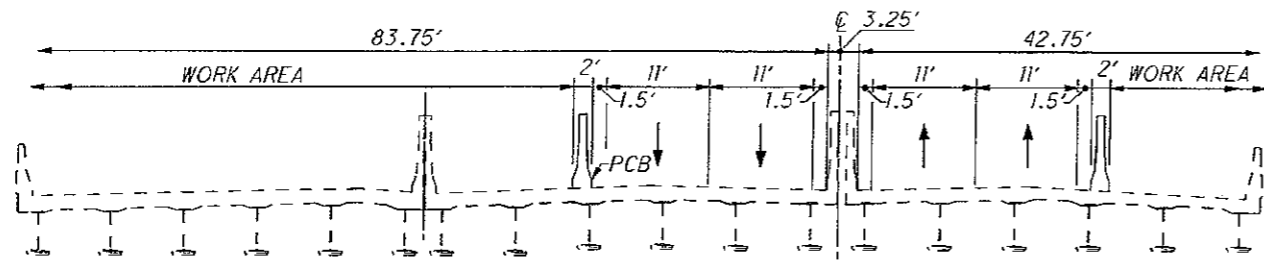 ℄ 3.25'
83.75' 42.75'
WORK AREA 2' 11' 11' 11' 11' 2' WORK AREA
1.5' 1.5' 1.5' 1.5'
PCB